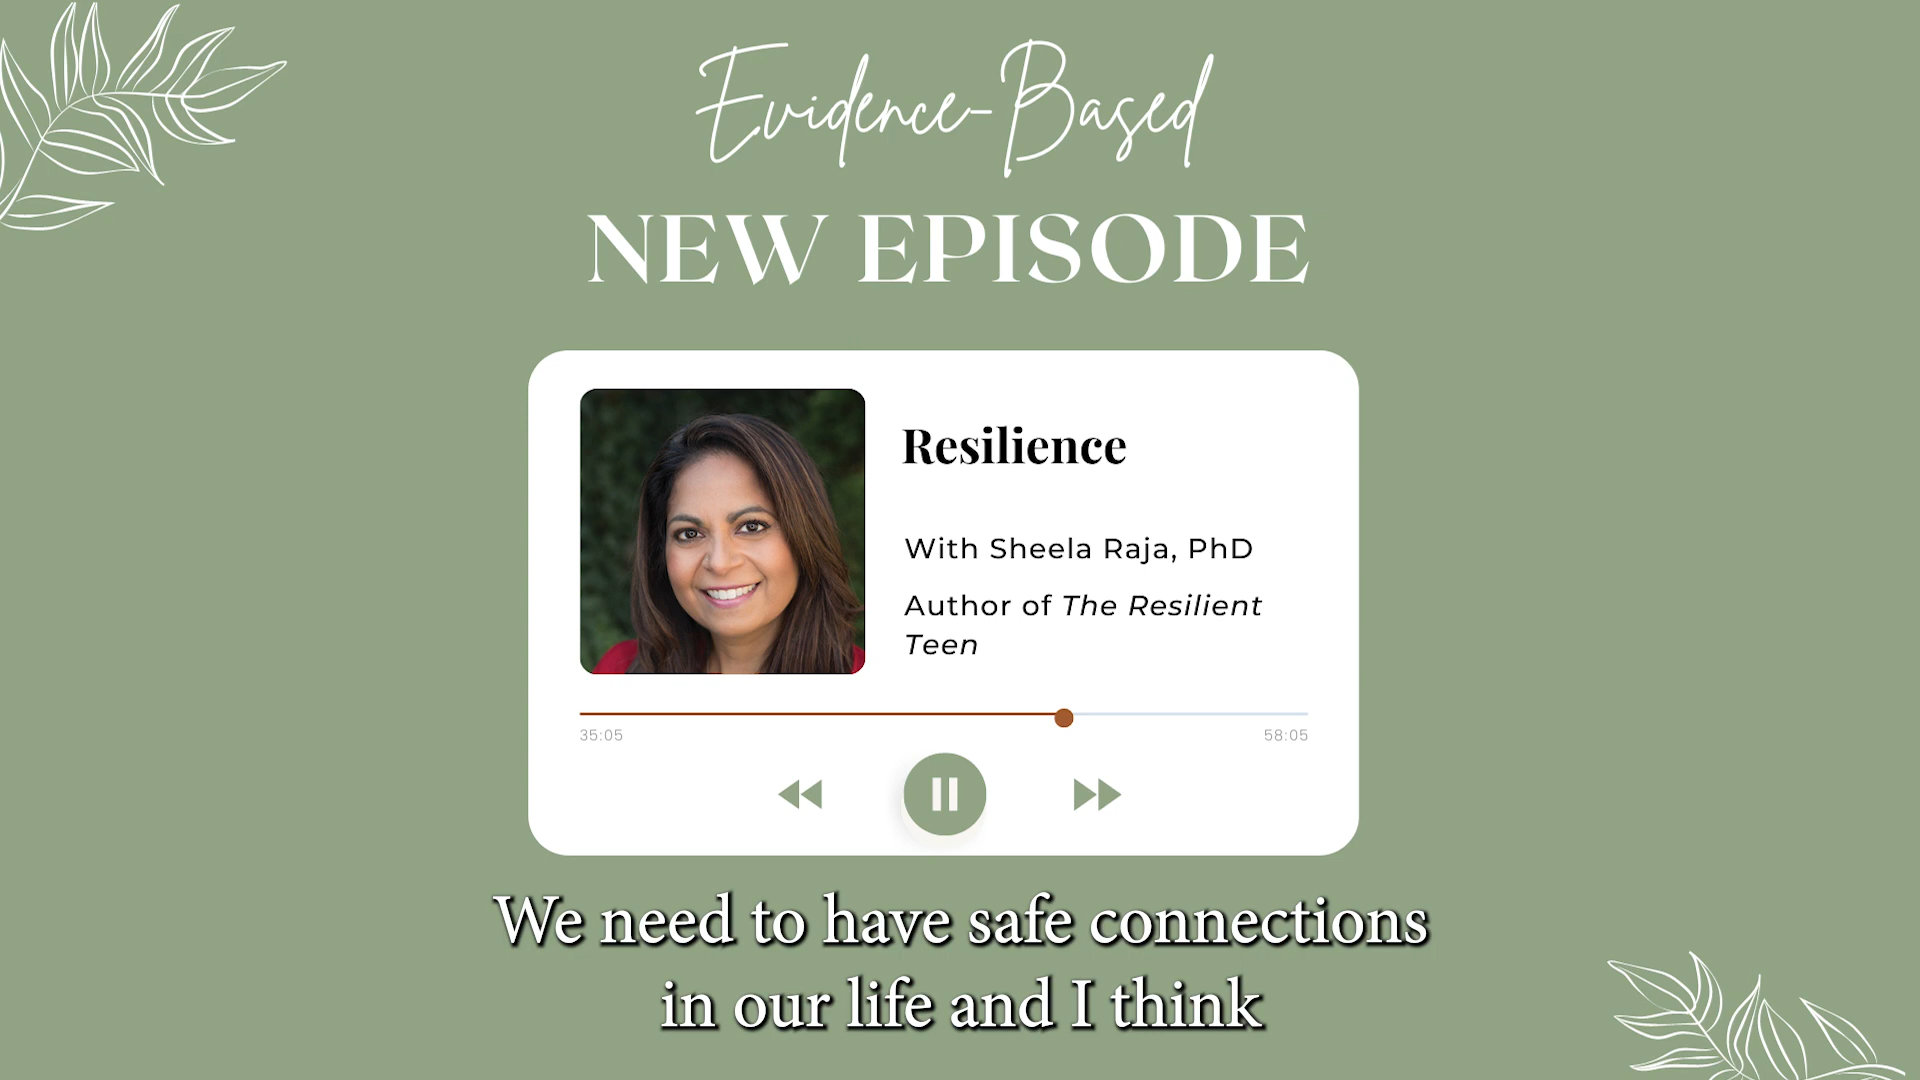 Evidence-Based
NEW EPISODE
Resilience
With Sheela Raja, PhD
Author of The Resilient
Teen
35:05
58:05
We need to have safe connections
in our life and I think